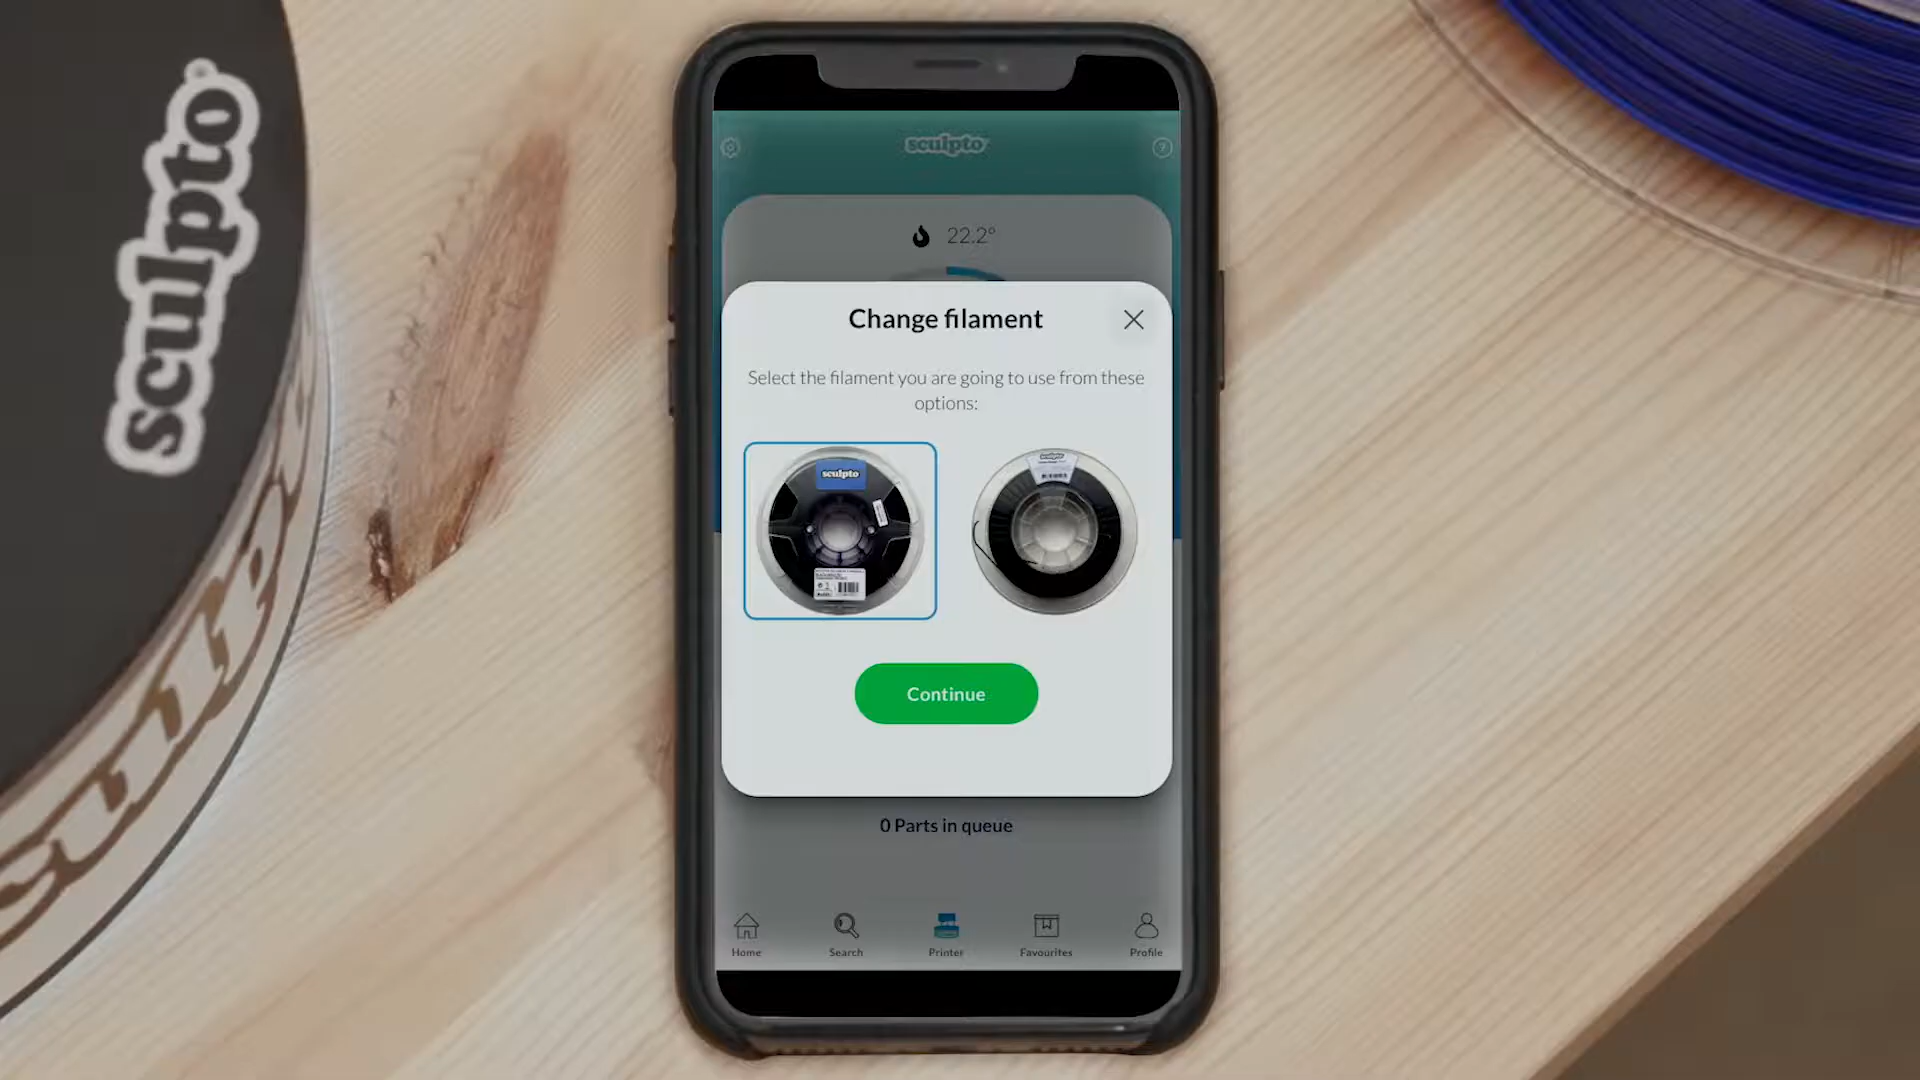 sculpto
sculpto
22.2°
Change filament
Select the filament you are going to use from these
options:
sculpto
sculpto
Continue
0 Parts in queue
Home
Search
Printer
Favourites
Profile